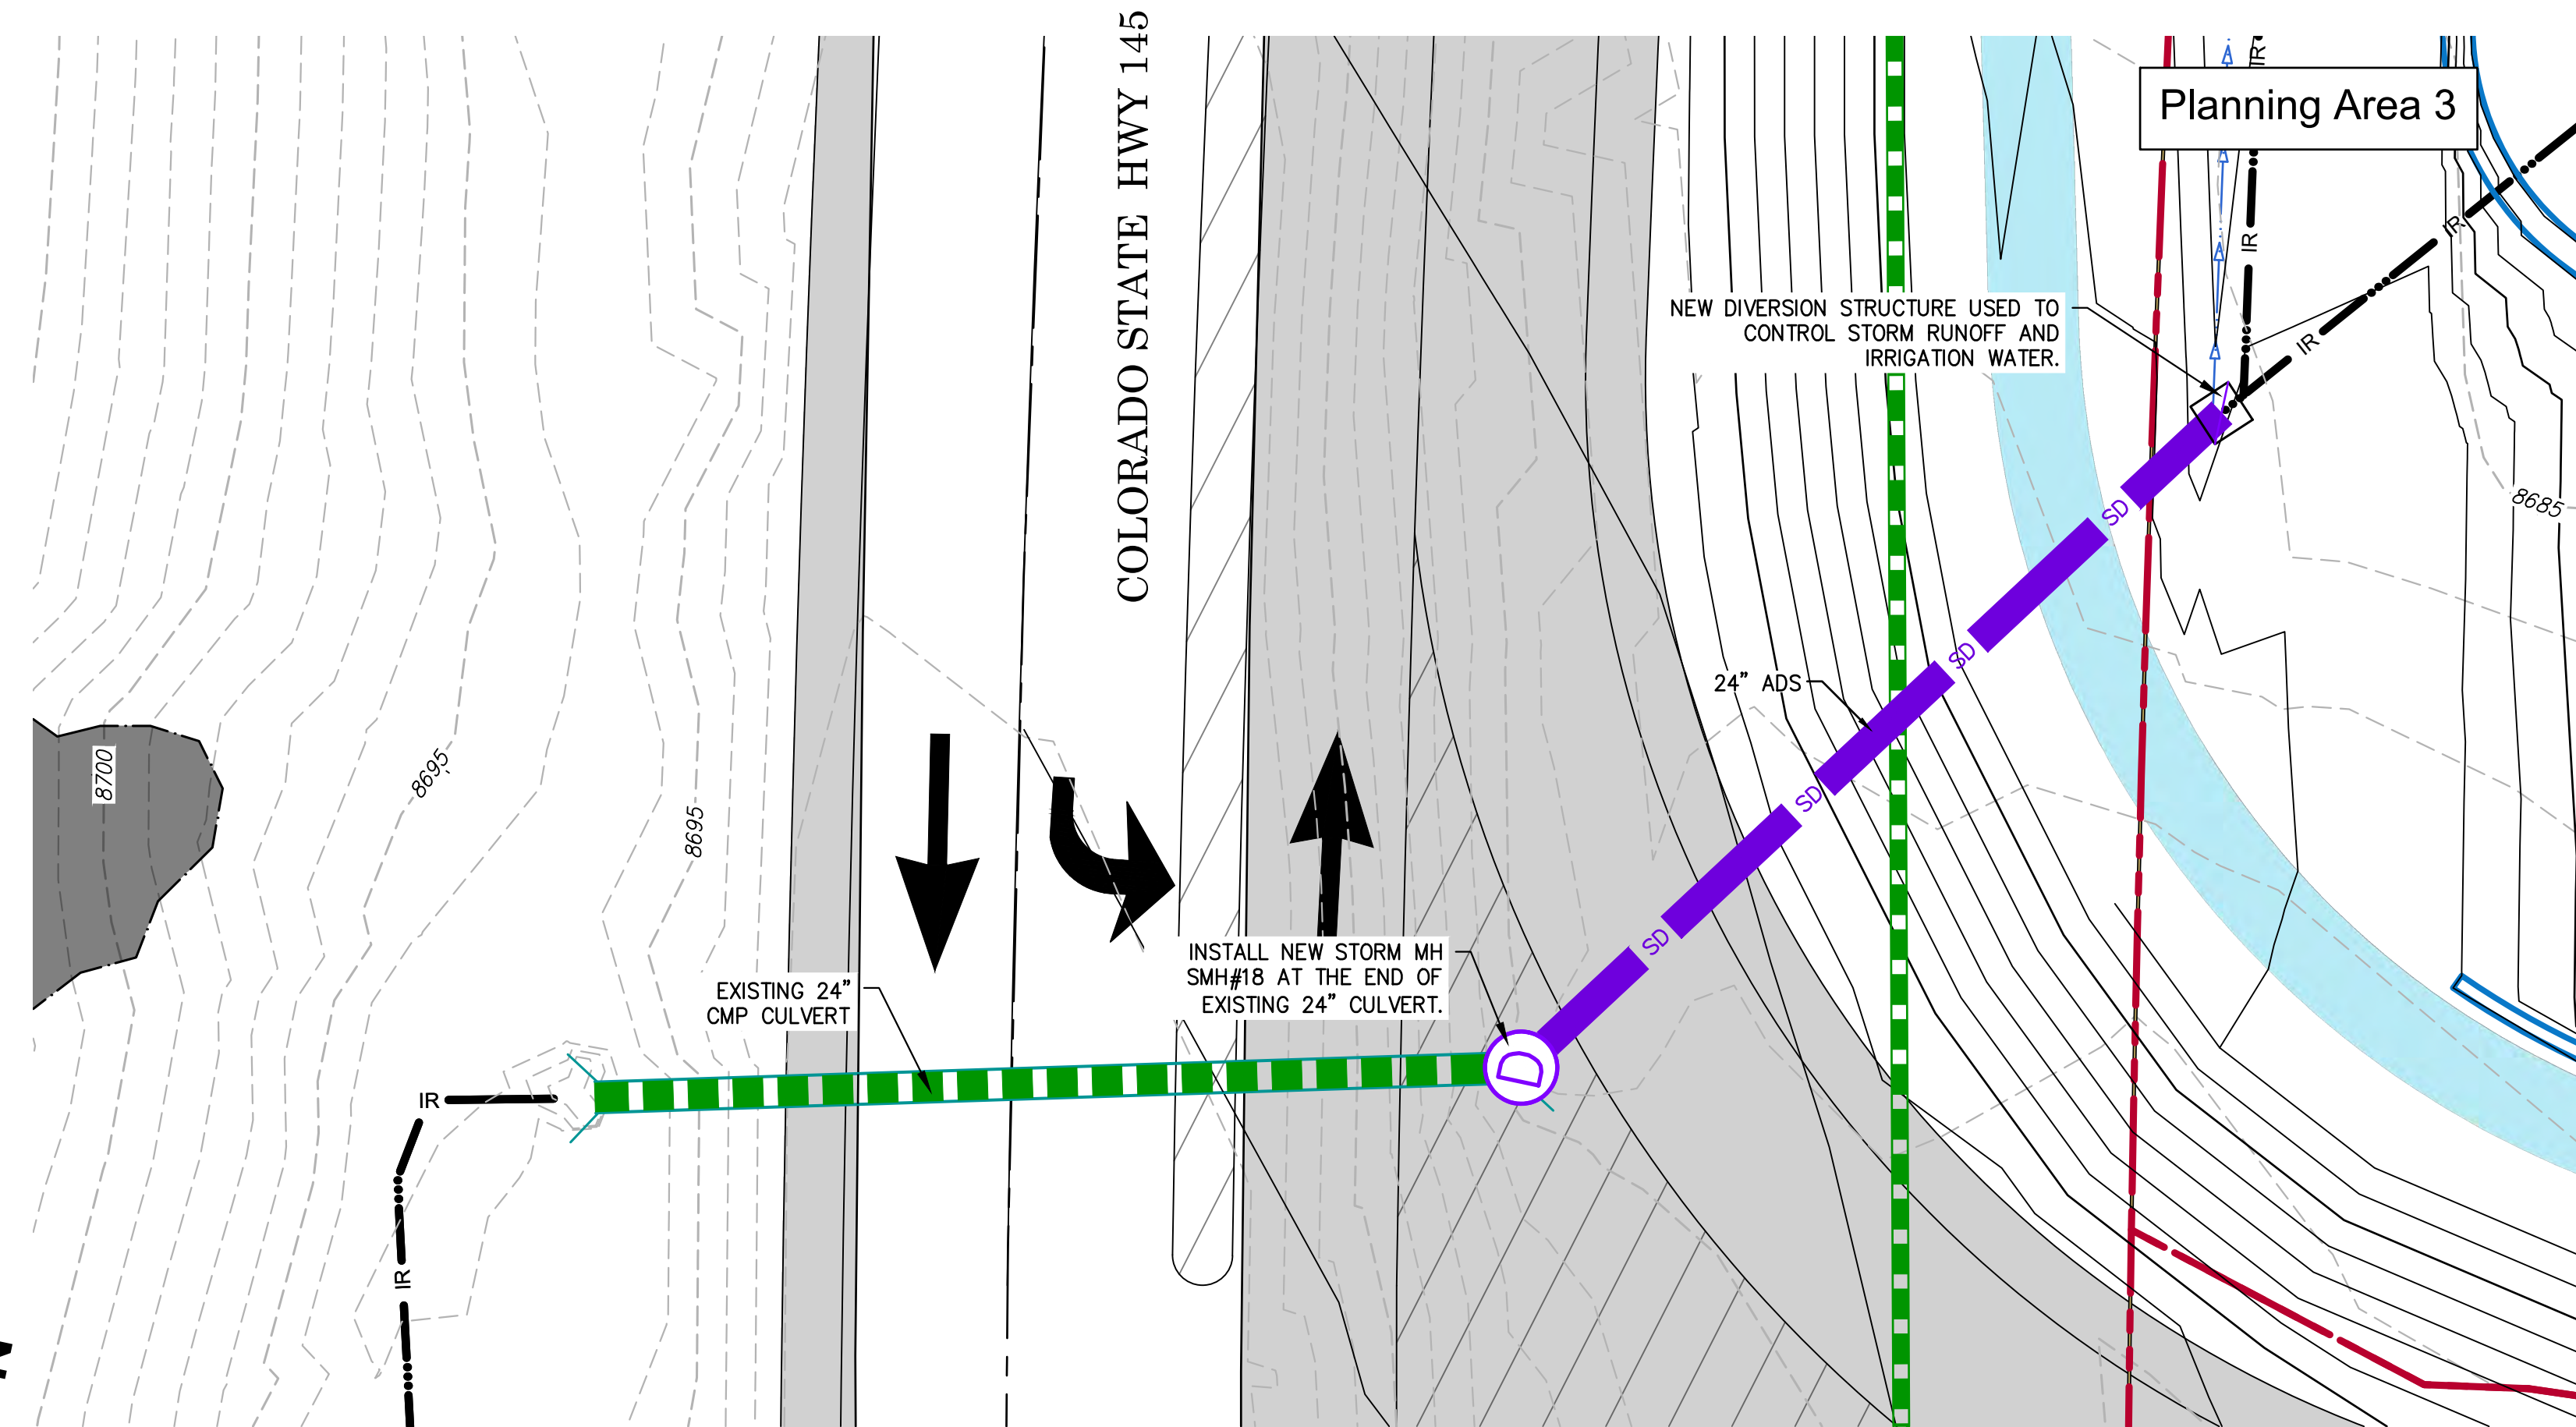 COLORADO STATE HWY 145
Planning Area 3
IR
IR
IR
IR
NEW DIVERSION STRUCTURE USED TO
CONTROL STORM RUNOFF AND
IRRIGATION WATER.
8685
SD
SD
SD
SD
24” ADS
8700
8695
8695
INSTALL NEW STORM MH
SMH#18 AT THE END OF
EXISTING 24” CULVERT.
EXISTING 24”
CMP CULVERT
D
IR
IR